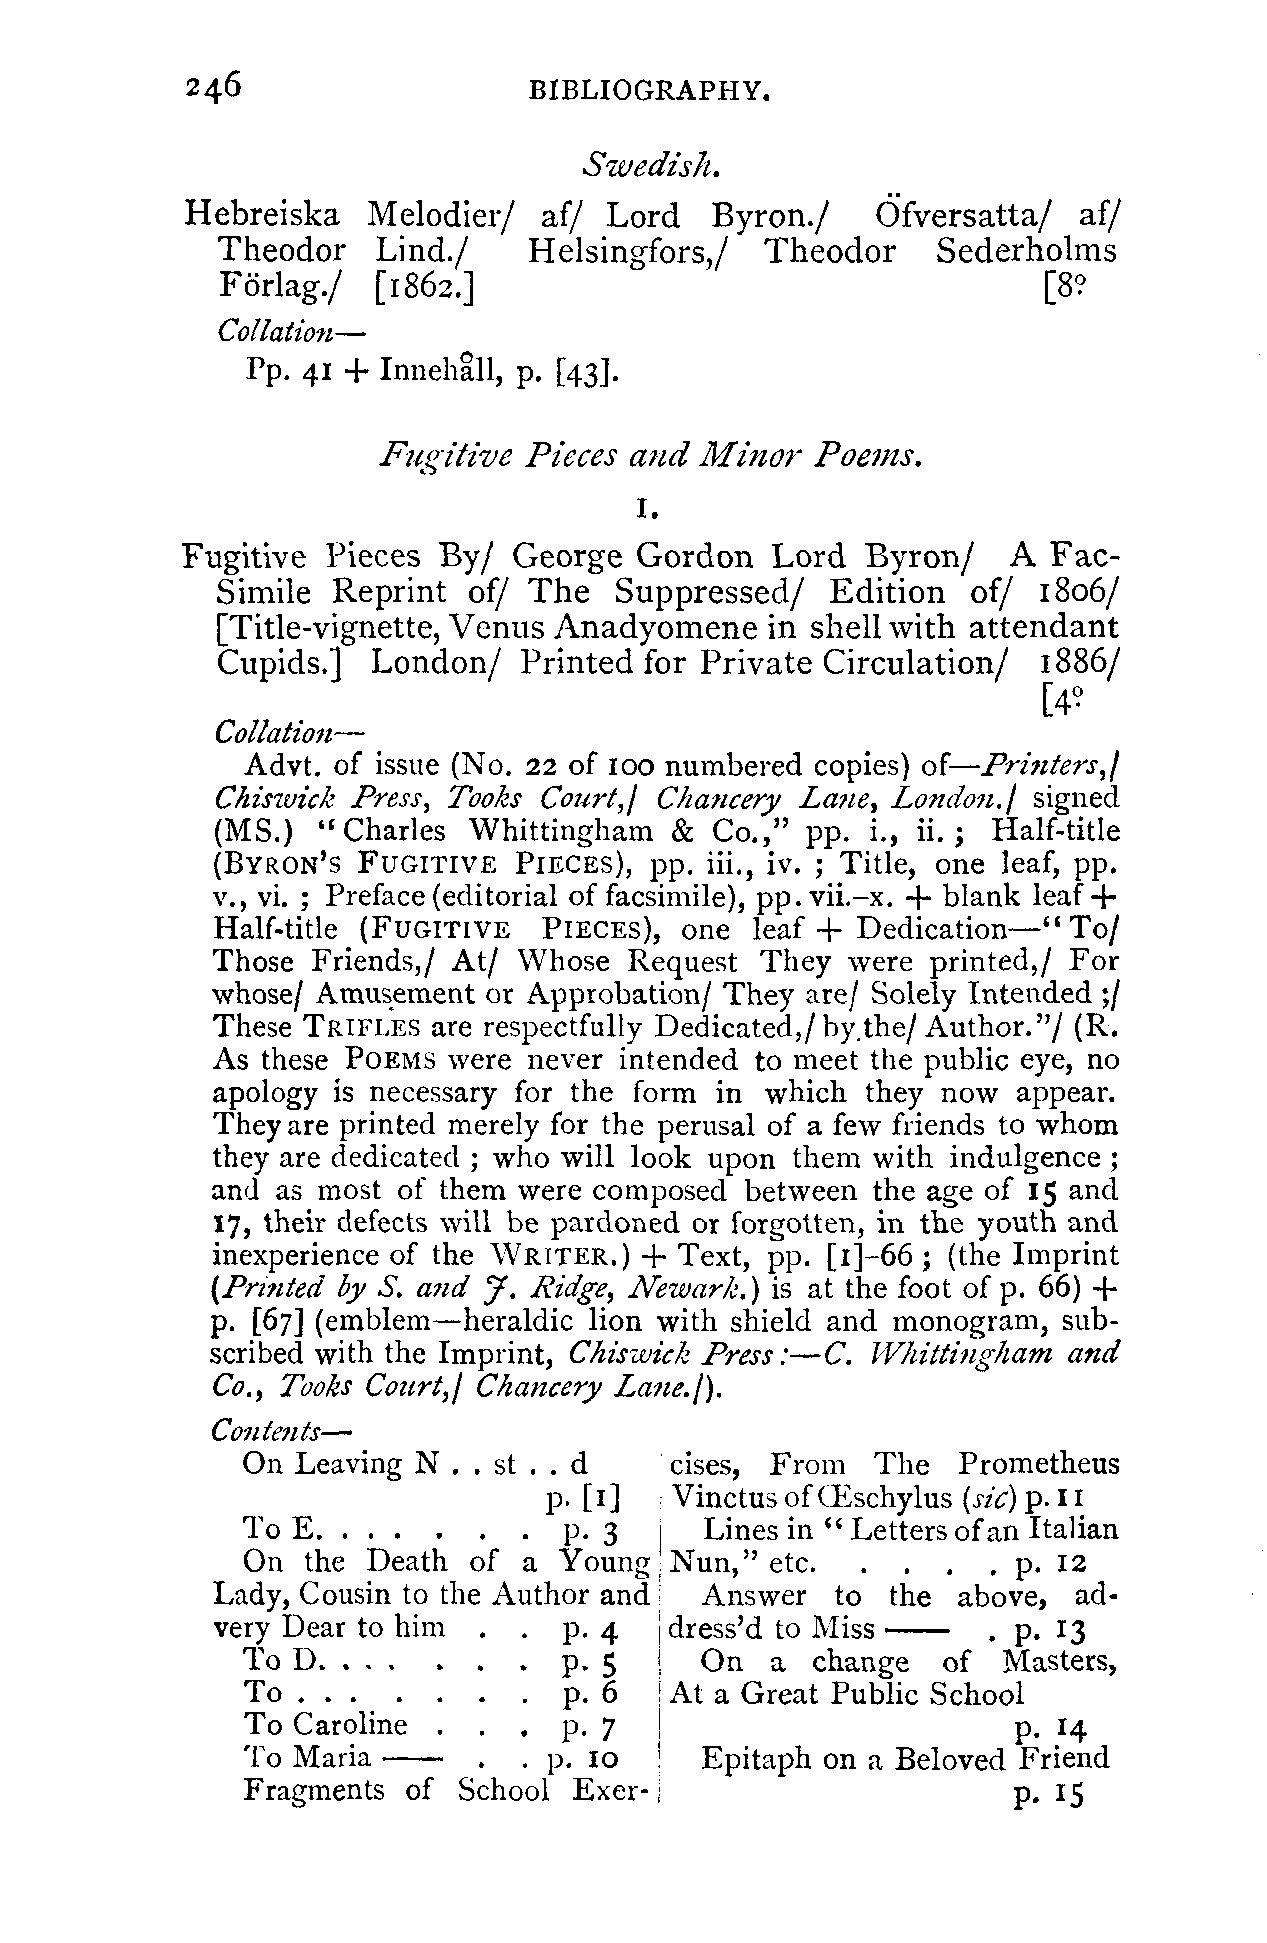 246 BIBLIOGRAPHY.
Swedish.
Hebreiska Melodier/ af/ Lord Byron./ Öfversatta/ af/
Theodor Lind./ Helsingfors,/ Theodor Sederholms
Förlag./ [1862.] [8º
Collation—
Pp. 41 + Innehåll, p. [43].
Fugitive Pieces and Minor Poems.
I.
Fugitive Pieces By/ George Gordon Lord Byron/ A Fac-
Simile Reprint of/ The Suppressed/ Edition of/ 1806/
[Title-vignette, Venus Anadyomene in shell with attendant
Cupids.] London/ Printed for Private Circulation/ 1886/
[4º
Collation—
Advt. of issue (No. 22 of 100 numbered copies) of—Printers,/
Chiswick Press, Tooks Court,/ Chancery Lane, London./ signed
(MS.) “Charles Whittingham & Co.,” pp. i., ii. ; Half-title
(BYRON'S FUGITIVE PIECES), pp. iii., iv. ; Title, one leaf, pp.
v., vi. ; Preface (editorial of facsimile), pp. vii.–x. + blank leaf +
Half-title (FUGITIVE PIECES), one leaf + Dedication—“To/
Those Friends,/ At/ Whose Request They were printed,/ For
whose/ Amusement or Approbation/ They are/ Solely Intended ;/
These TRIFLES are respectfully Dedicated,/ by the/ Author.”/ (R.
As these POEMS were never intended to meet the public eye, no
apology is necessary for the form in which they now appear.
They are printed merely for the perusal of a few friends to whom
they are dedicated ; who will look upon them with indulgence ;
and as most of them were composed between the age of 15 and
17, their defects will be pardoned or forgotten, in the youth and
inexperience of the WRITER.) + Text, pp. [1]–66 ; (the Imprint
(Printed by S. and J. Ridge, Newark.) is at the foot of p. 66) +
p. [67] (emblem—heraldic lion with shield and monogram, sub-
scribed with the Imprint, Chiswick Press :—C. Whittingham and
Co., Tooks Court,/ Chancery Lane./).
Contents—
On Leaving N . . st . . d
p. [1]
To E. . . . . . . p. 3
On the Death of a Young
Lady, Cousin to the Author and
very Dear to him . . p. 4
To D. . . . . . . p. 5
To . . . . . . . p. 6
To Caroline . . . p. 7
To Maria —— . . p. 10
Fragments of School Exer-
cises, From The Prometheus
Vinctus of Œschylus (sic) p. 11
Lines in “Letters of an Italian
Nun,” etc. . . . . p. 12
Answer to the above, ad-
dress'd to Miss —— . p. 13
On a change of Masters,
At a Great Public School
p. 14
Epitaph on a Beloved Friend
p. 15